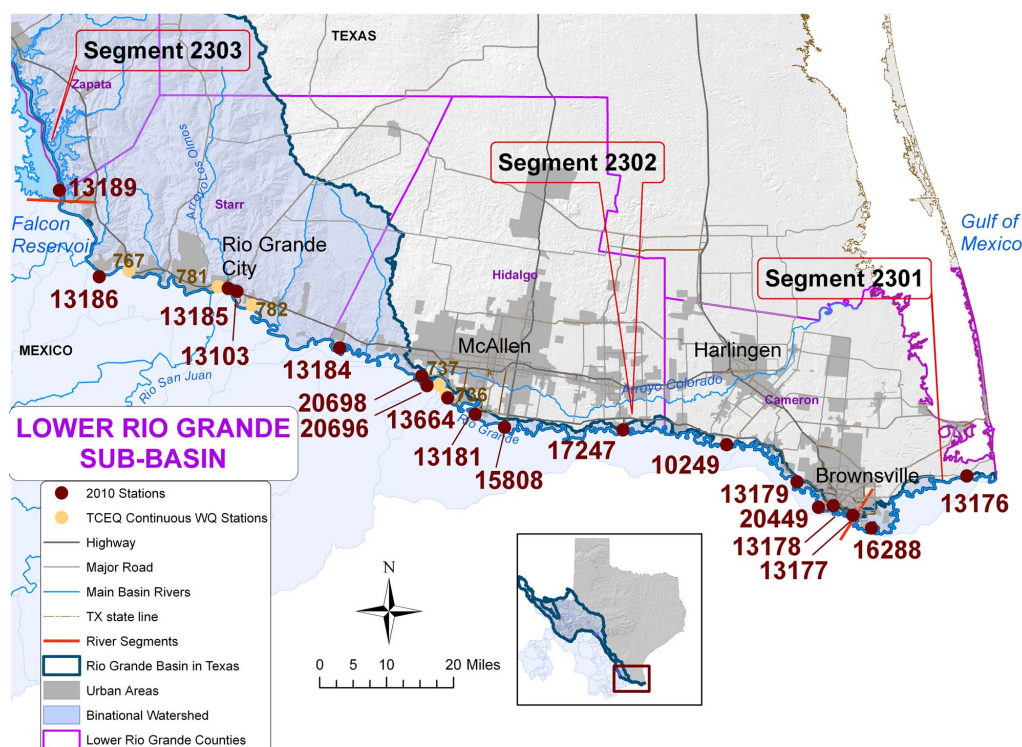 TEXAS
Segment 2303
Zapata
Arroyo Los Olmos
Segment 2302
13189
Starr
Falcon
Reservoir
Gulf of
Mexico
Rio Grande
City
767
781
Hidalgo
Segment 2301
13186
782
13185
MEXICO
13103
McAllen
Harlingen
13184
Rio San Juan
737
Arroyo Colorado
736
Cameron
20698
20696
13664
Rio Grande
LOWER RIO GRANDE
SUB-BASIN
13181
17247
10249
15808
Brownsville
13179
13176
20449
13178
16288
13177
2010 Stations
TCEQ Continuous WQ Stations
Highway
Major Road
Main Basin Rivers
TX state line
River Segments
Rio Grande Basin in Texas
Urban Areas
Binational Watershed
Lower Rio Grande Counties
N
0 5 10 20 Miles